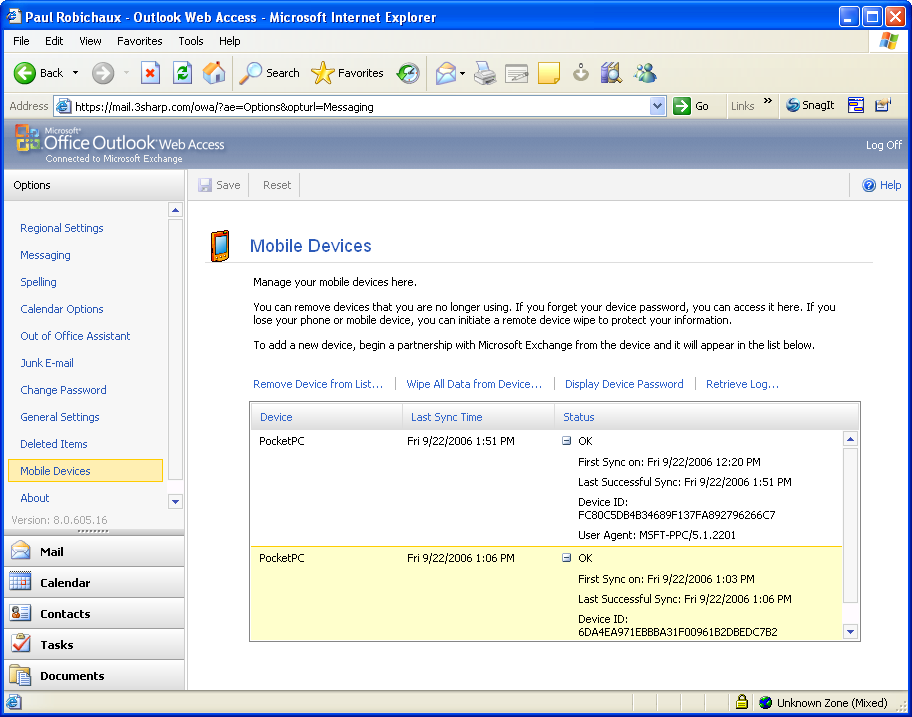 Paul Robichaux - Outlook Web Access - Microsoft Internet Explorer
File Edit View Favorites Tools Help
Back Search Favorites
Address https://mail.3sharp.com/owa/?ae=Options&opturl=Messaging Go Links » SnagIt
Microsoft®
Office Outlook Web Access
Connected to Microsoft Exchange
Log Off
Options
Save Reset Help
Regional Settings
Messaging
Spelling
Calendar Options
Out of Office Assistant
Junk E-mail
Change Password
General Settings
Deleted Items
Mobile Devices
About
Version: 8.0.605.16
Mail
Calendar
Contacts
Tasks
Documents
Mobile Devices
Manage your mobile devices here.
You can remove devices that you are no longer using. If you forget your device password, you can access it here. If you
lose your phone or mobile device, you can initiate a remote device wipe to protect your information.
To add a new device, begin a partnership with Microsoft Exchange from the device and it will appear in the list below.
Remove Device from List... Wipe All Data from Device... Display Device Password Retrieve Log...
Device Last Sync Time Status
PocketPC Fri 9/22/2006 1:51 PM OK
First Sync on: Fri 9/22/2006 12:20 PM
Last Successful Sync: Fri 9/22/2006 1:51 PM
Device ID:
FC80C5DB4B34689F137FA892796266C7
User Agent: MSFT-PPC/5.1.2201
PocketPC Fri 9/22/2006 1:06 PM OK
First Sync on: Fri 9/22/2006 1:03 PM
Last Successful Sync: Fri 9/22/2006 1:06 PM
Device ID:
6DA4EA971EBBBA31F00961B2DBEDC7B2
Unknown Zone (Mixed)